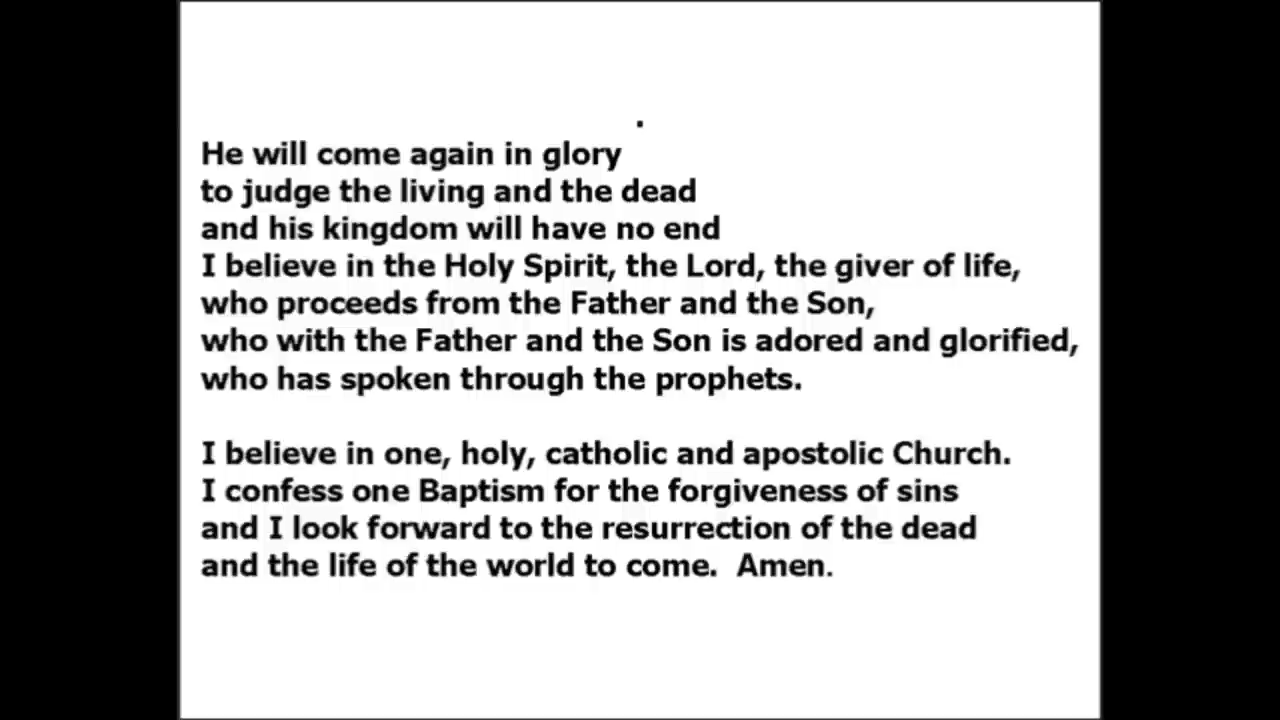 .
He will come again in glory
to judge the living and the dead
and his kingdom will have no end
I believe in the Holy Spirit, the Lord, the giver of life,
who proceeds from the Father and the Son,
who with the Father and the Son is adored and glorified,
who has spoken through the prophets.
I believe in one, holy, catholic and apostolic Church.
I confess one Baptism for the forgiveness of sins
and I look forward to the resurrection of the dead
and the life of the world to come.  Amen.